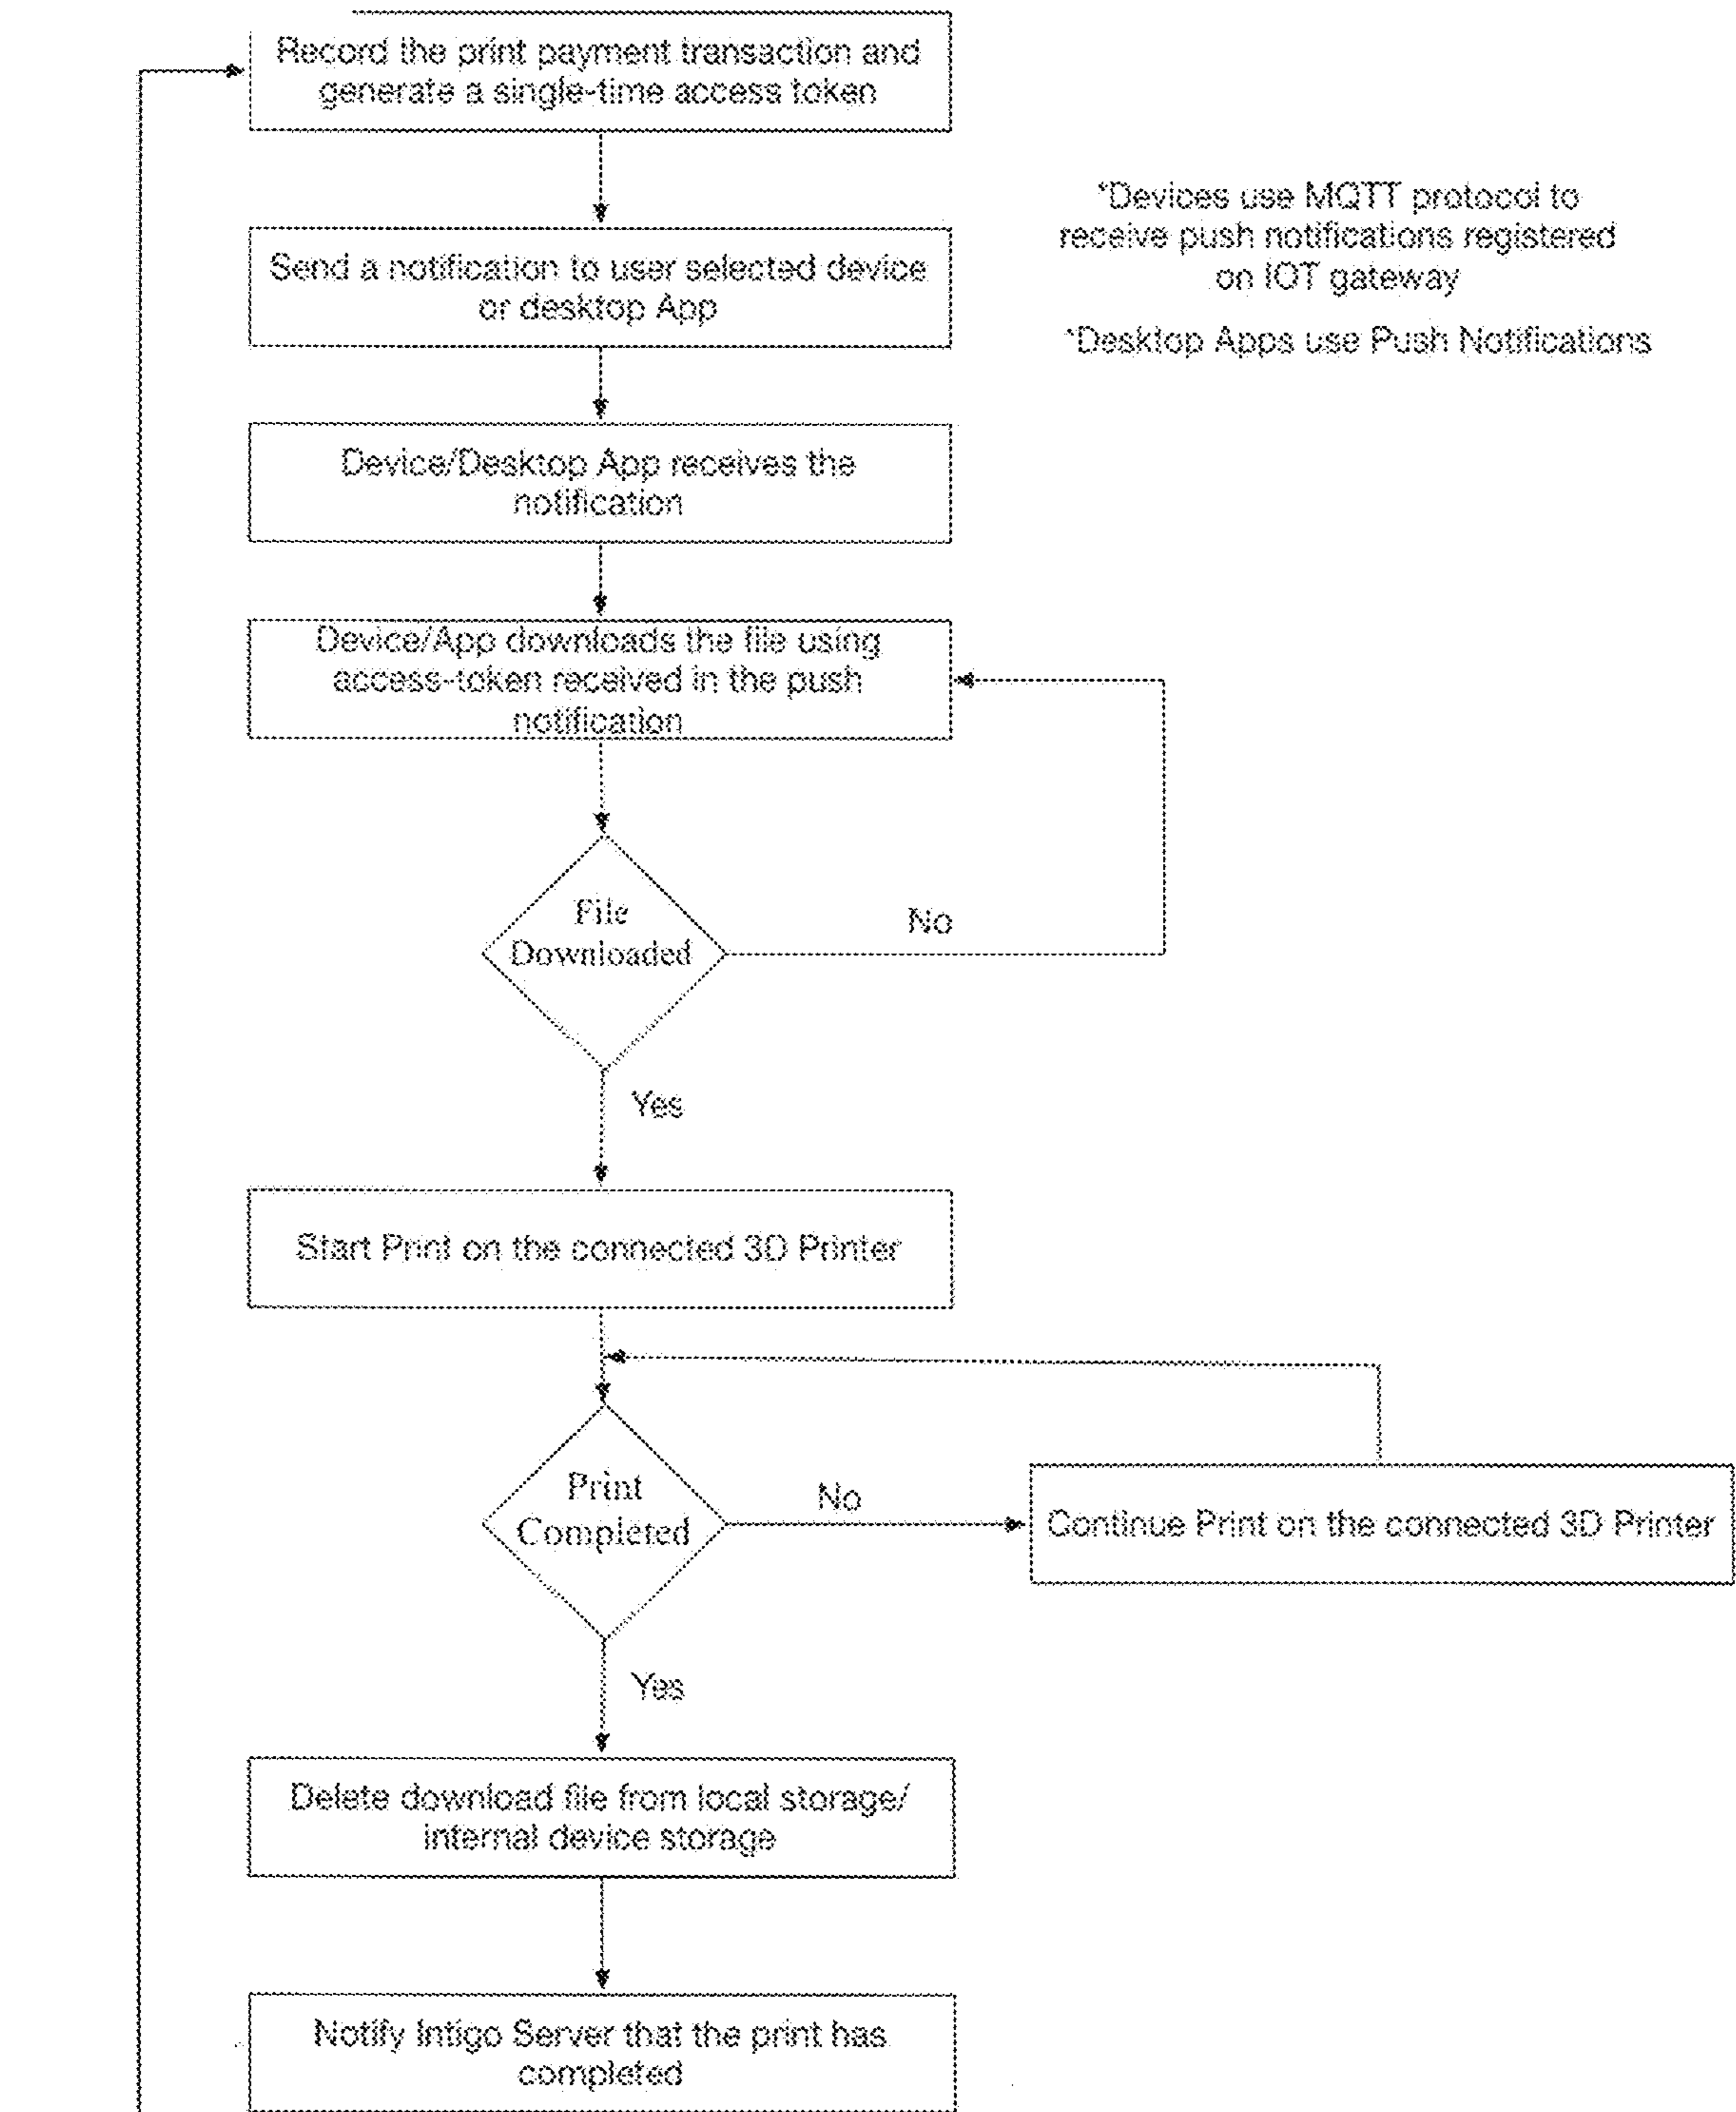 Record the print payment transaction and
generate a single-time access token
*Devices use MQTT protocol to
receive push notifications registered
on IOT gateway
*Desktop Apps use Push Notifications
Send a notification to user selected device
or desktop App
Device/Desktop App receives the
notification
Device/App downloads the file using
access-token received in the push
notification
File
Downloaded
No
Yes
Start Print on the connected 3D Printer
Print
Completed
No
Continue Print on the connected 3D Printer
Yes
Delete download file from local storage/
internal device storage
Notify Intigo Server that the print has
completed